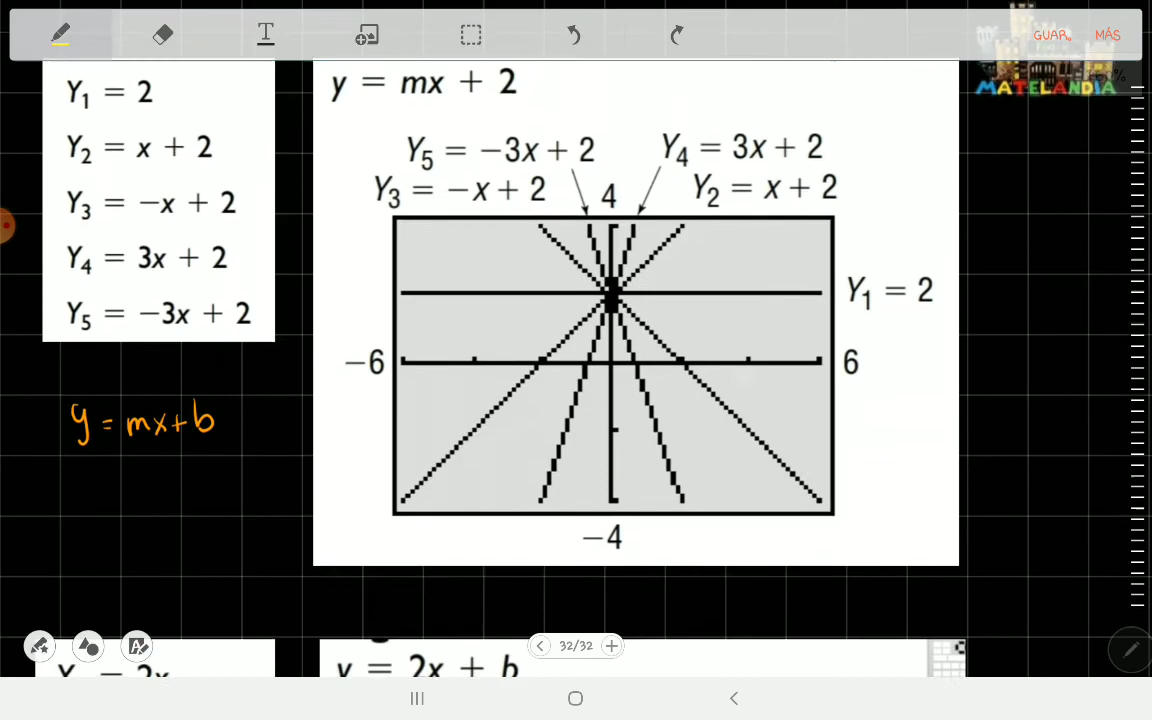 T
GUAR.
MÁS
MATELANDIA
Y₁ = 2
Y₂ = x + 2
Y₃ = −x + 2
Y₄ = 3x + 2
Y₅ = −3x + 2
y = mx + b
y = mx + 2
Y₅ = −3x + 2
Y₄ = 3x + 2
Y₃ = −x + 2
4
Y₂ = x + 2
Y₁ = 2
−6
6
−4
32/32
y = 2x + b